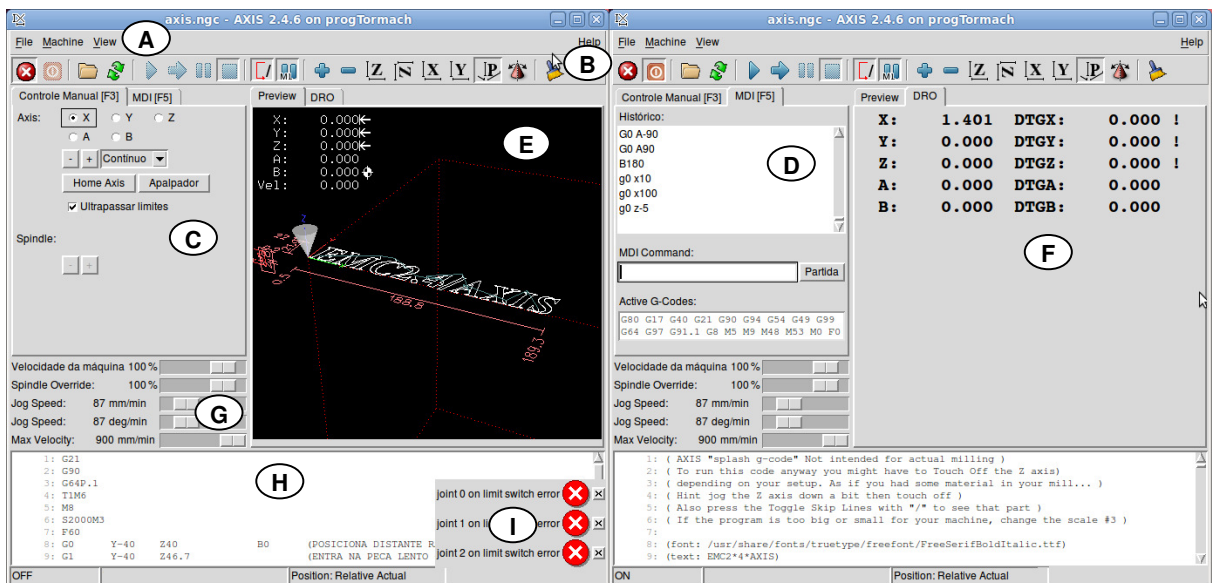 axis.ngc - AXIS 2.4.6 on progTormach
File Machine View
Help
A
B
Z N X Y P
Controle Manual [F3] MDI [F5]
Axis: X Y Z
A B
- + Continuo
Home Axis Apalpador
Ultrapassar limites
Spindle:
- +
C
Velocidade da máquina 100 %
Spindle Override: 100 %
Jog Speed: 87 mm/min
Jog Speed: 87 deg/min
Max Velocity: 900 mm/min
G
Preview DRO
X: 0.000
Y: 0.000
Z: 0.000
A: 0.000
B: 0.000
Vel: 0.000
E
Z
EMC2.4/AXIS
0.5
188.8
189.3
1: G21
2: G90
3: G64P.1
4: T1M6
5: M8
6: S2000M3
7: F60
8: G0 Y-40 Z40 B0 (POSICIONA DISTANTE R
9: G1 Y-40 Z46.7 (ENTRA NA PECA LENTO
H
joint 0 on limit switch error
joint 1 on limit switch error
joint 2 on limit switch error
I
OFF Position: Relative Actual
axis.ngc - AXIS 2.4.6 on progTormach
File Machine View
Help
Z N X Y P
Controle Manual [F3] MDI [F5]
Histórico:
G0 A-90
G0 A90
B180
g0 x10
g0 x100
g0 z-5
D
MDI Command:
Partida
Active G-Codes:
G80 G17 G40 G21 G90 G94 G54 G49 G99
G64 G97 G91.1 G8 M5 M9 M48 M53 M0 F0
Velocidade da máquina 100 %
Spindle Override: 100 %
Jog Speed: 87 mm/min
Jog Speed: 87 deg/min
Max Velocity: 900 mm/min
Preview DRO
X: 1.401 DTGX: 0.000 !
Y: 0.000 DTGY: 0.000 !
Z: 0.000 DTGZ: 0.000 !
A: 0.000 DTGA: 0.000
B: 0.000 DTGB: 0.000
F
1: ( AXIS "splash g-code" Not intended for actual milling )
2: ( To run this code anyway you might have to Touch Off the Z axis)
3: ( depending on your setup. As if you had some material in your mill... )
4: ( Hint jog the Z axis down a bit then touch off )
5: ( Also press the Toggle Skip Lines with "/" to see that part )
6: ( If the program is too big or small for your machine, change the scale #3 )
7:
8: (font: /usr/share/fonts/truetype/freefont/FreeSerifBoldItalic.ttf)
9: (text: EMC2*4*AXIS)
ON Position: Relative Actual